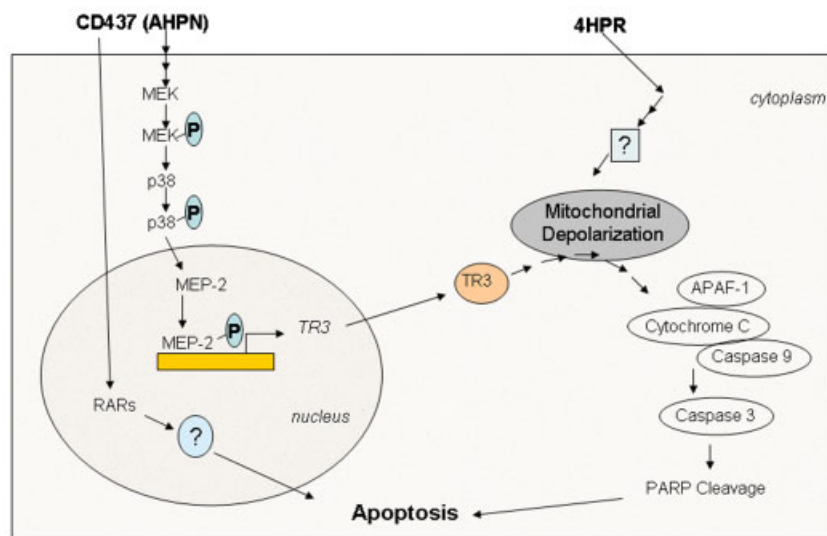 CD437 (AHPN)
4HPR
cytoplasm
MEK
MEK P
?
p38
p38 P
Mitochondrial
Depolarization
MEP-2
TR3
APAF-1
MEP-2 P
TR3
Cytochrome C
Caspase 9
RARs
nucleus
Caspase 3
?
PARP Cleavage
Apoptosis